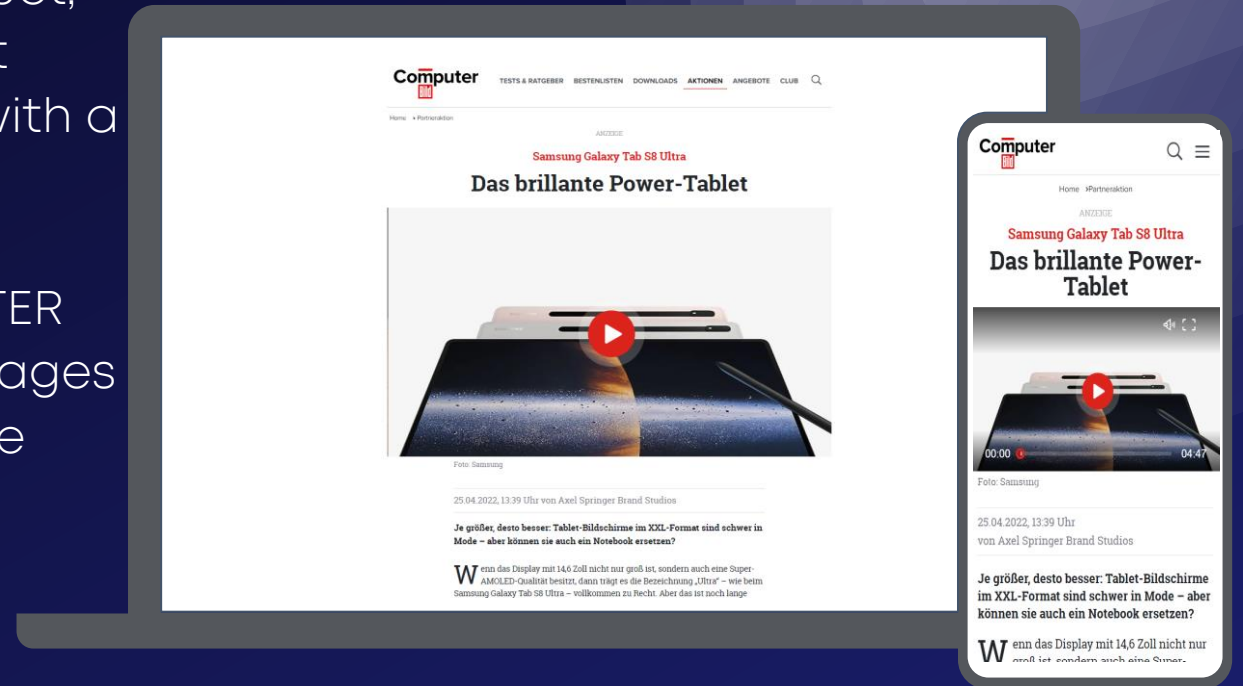 t
with a
TER
ages
e
Computer
Bild
TESTS & RATGEBER BESTENLISTEN DOWNLOADS AKTIONEN ANGEBOTE CLUB
Home » Partneraktion
ANZEIGE
Samsung Galaxy Tab S8 Ultra
Das brillante Power-Tablet
Foto: Samsung
25.04.2022, 13:39 Uhr von Axel Springer Brand Studios
Je größer, desto besser: Tablet-Bildschirme im XXL-Format sind schwer in
Mode – aber können sie auch ein Notebook ersetzen?
Wenn das Display mit 14,6 Zoll nicht nur groß ist, sondern auch eine Super-
AMOLED-Qualität besitzt, dann trägt es die Bezeichnung „Ultra“ – wie beim
Samsung Galaxy Tab S8 Ultra – vollkommen zu Recht. Aber das ist noch lange
Computer
Bild
Home »Partneraktion
ANZEIGE
Samsung Galaxy Tab S8 Ultra
Das brillante Power-
Tablet
00:00 04:47
Foto: Samsung
25.04.2022, 13:39 Uhr
von Axel Springer Brand Studios
Je größer, desto besser: Tablet-Bildschirme
im XXL-Format sind schwer in Mode – aber
können sie auch ein Notebook ersetzen?
Wenn das Display mit 14,6 Zoll nicht nur
groß ist, sondern auch eine Super-